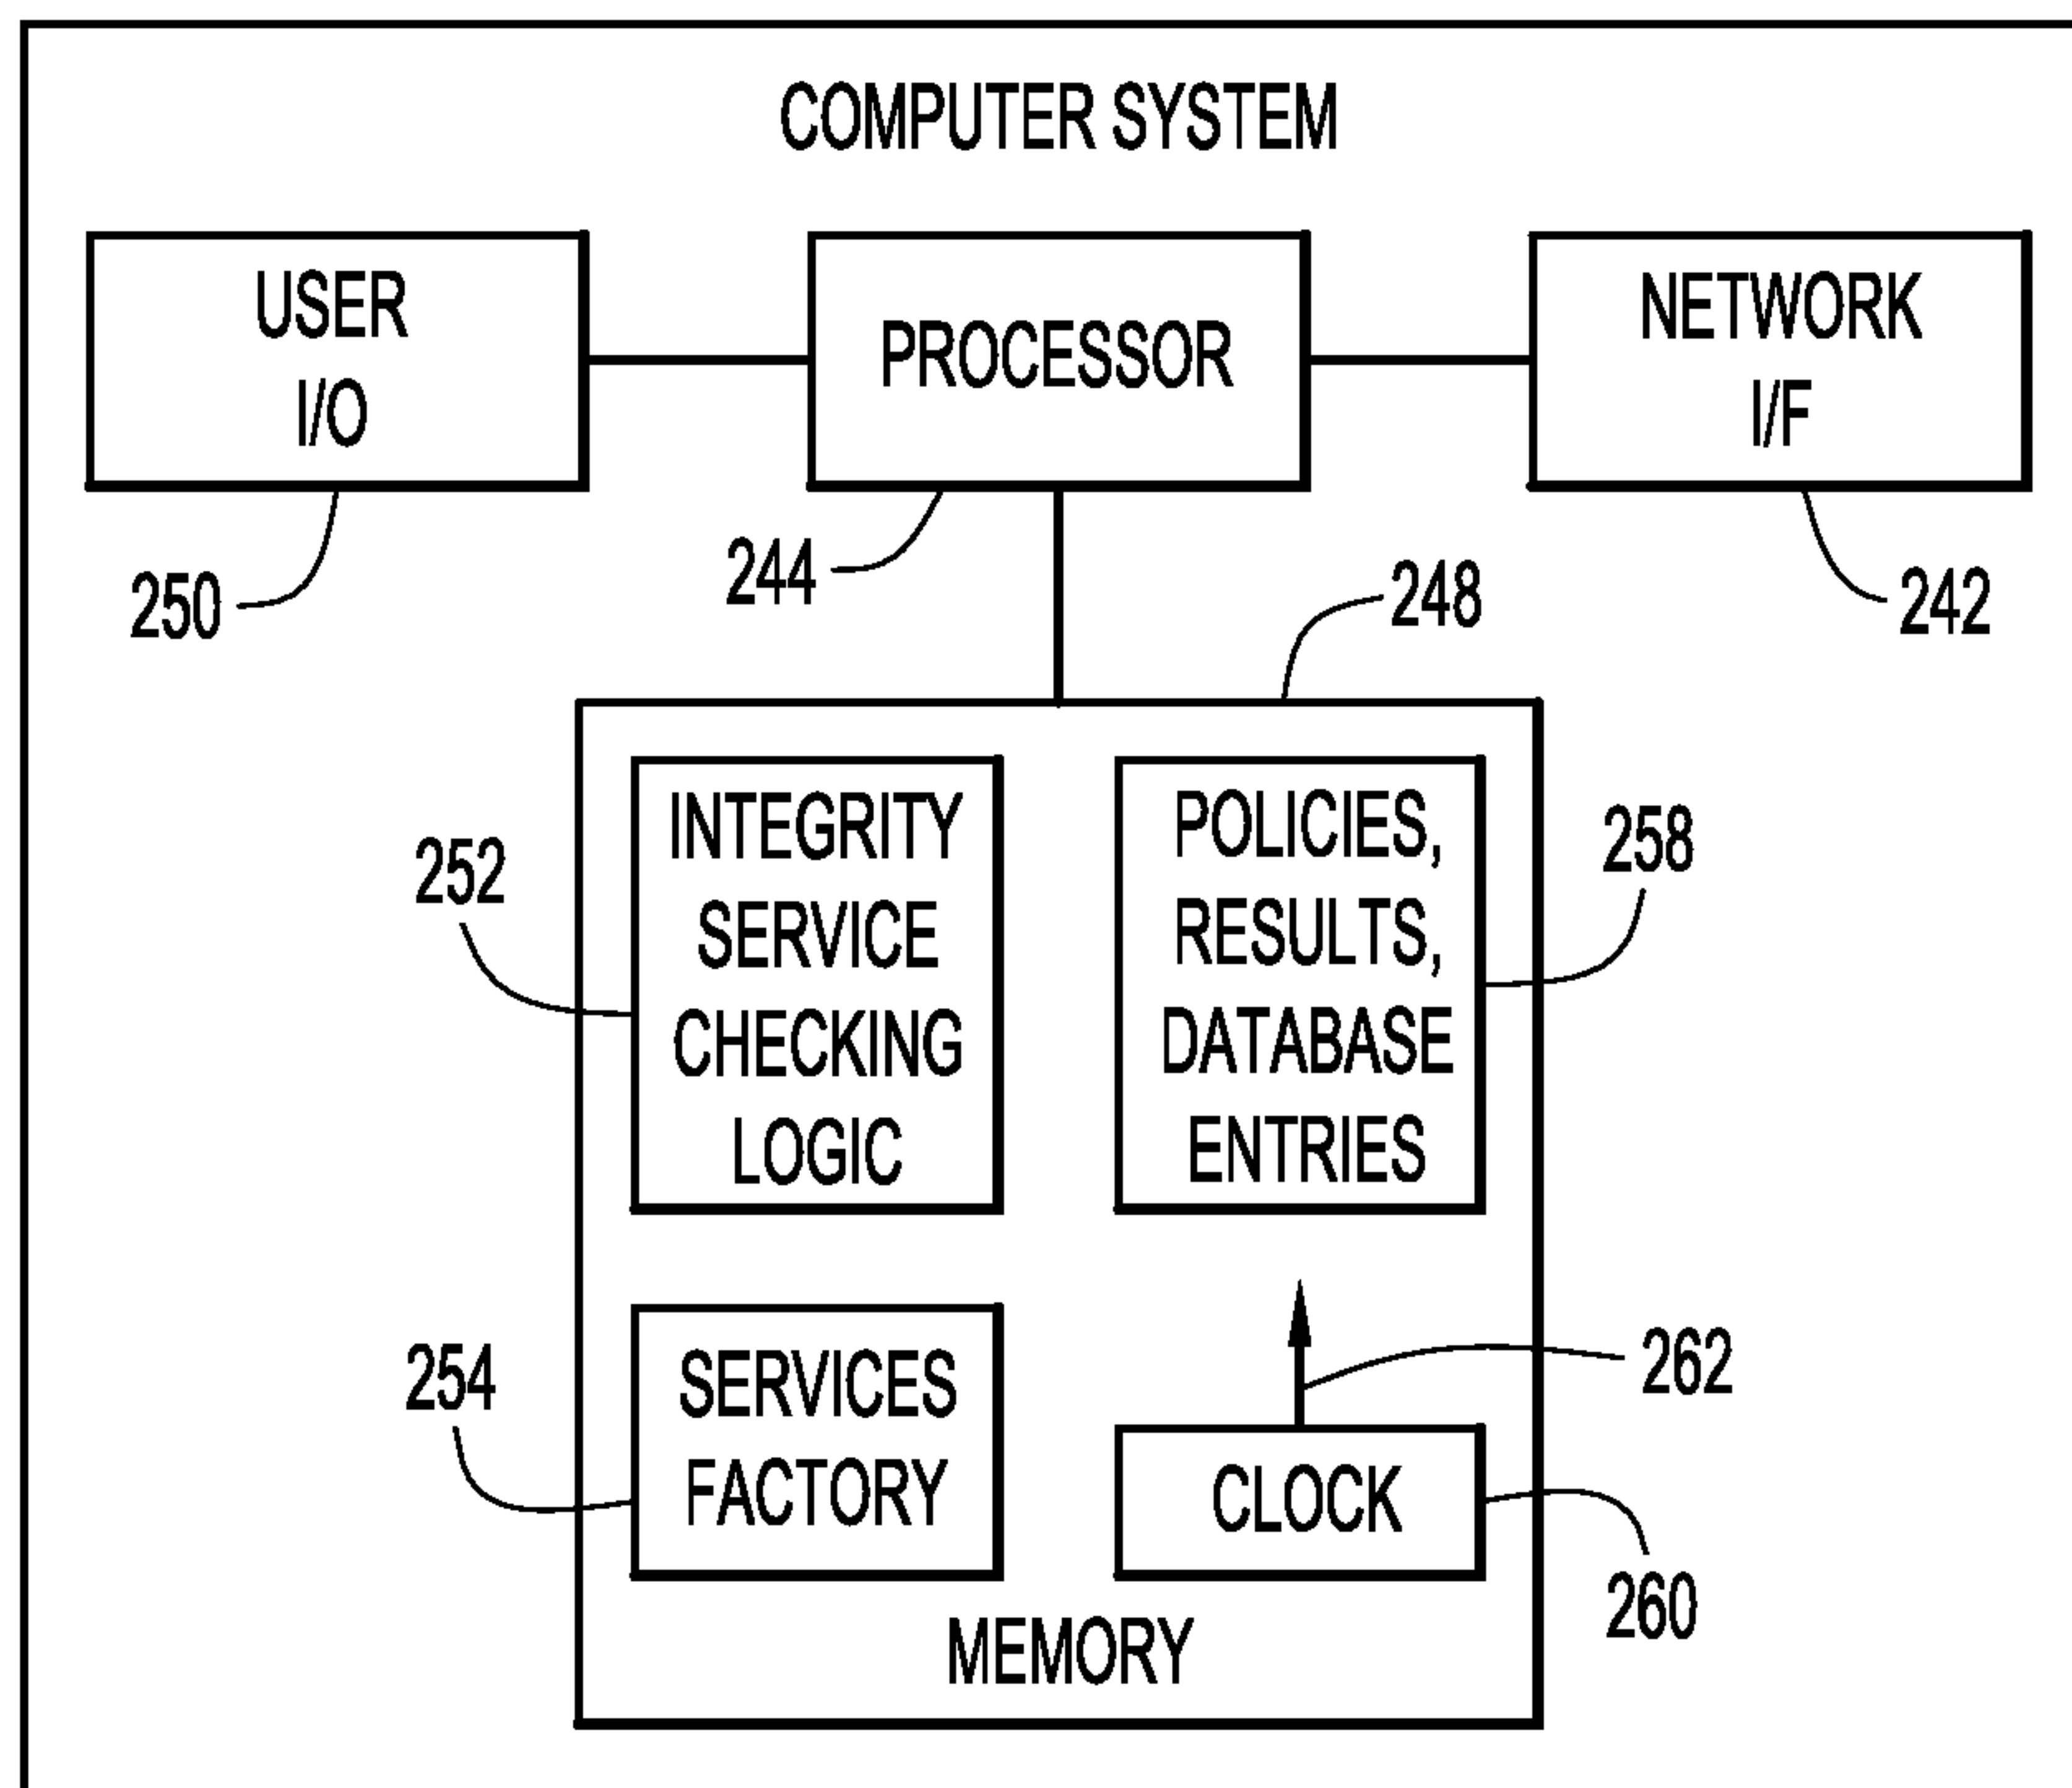 COMPUTER SYSTEM
USER
I/O
PROCESSOR
NETWORK
I/F
250
244
248
242
INTEGRITY
SERVICE
CHECKING
LOGIC
252
POLICIES,
RESULTS,
DATABASE
ENTRIES
258
SERVICES
FACTORY
254
262
CLOCK
260
MEMORY